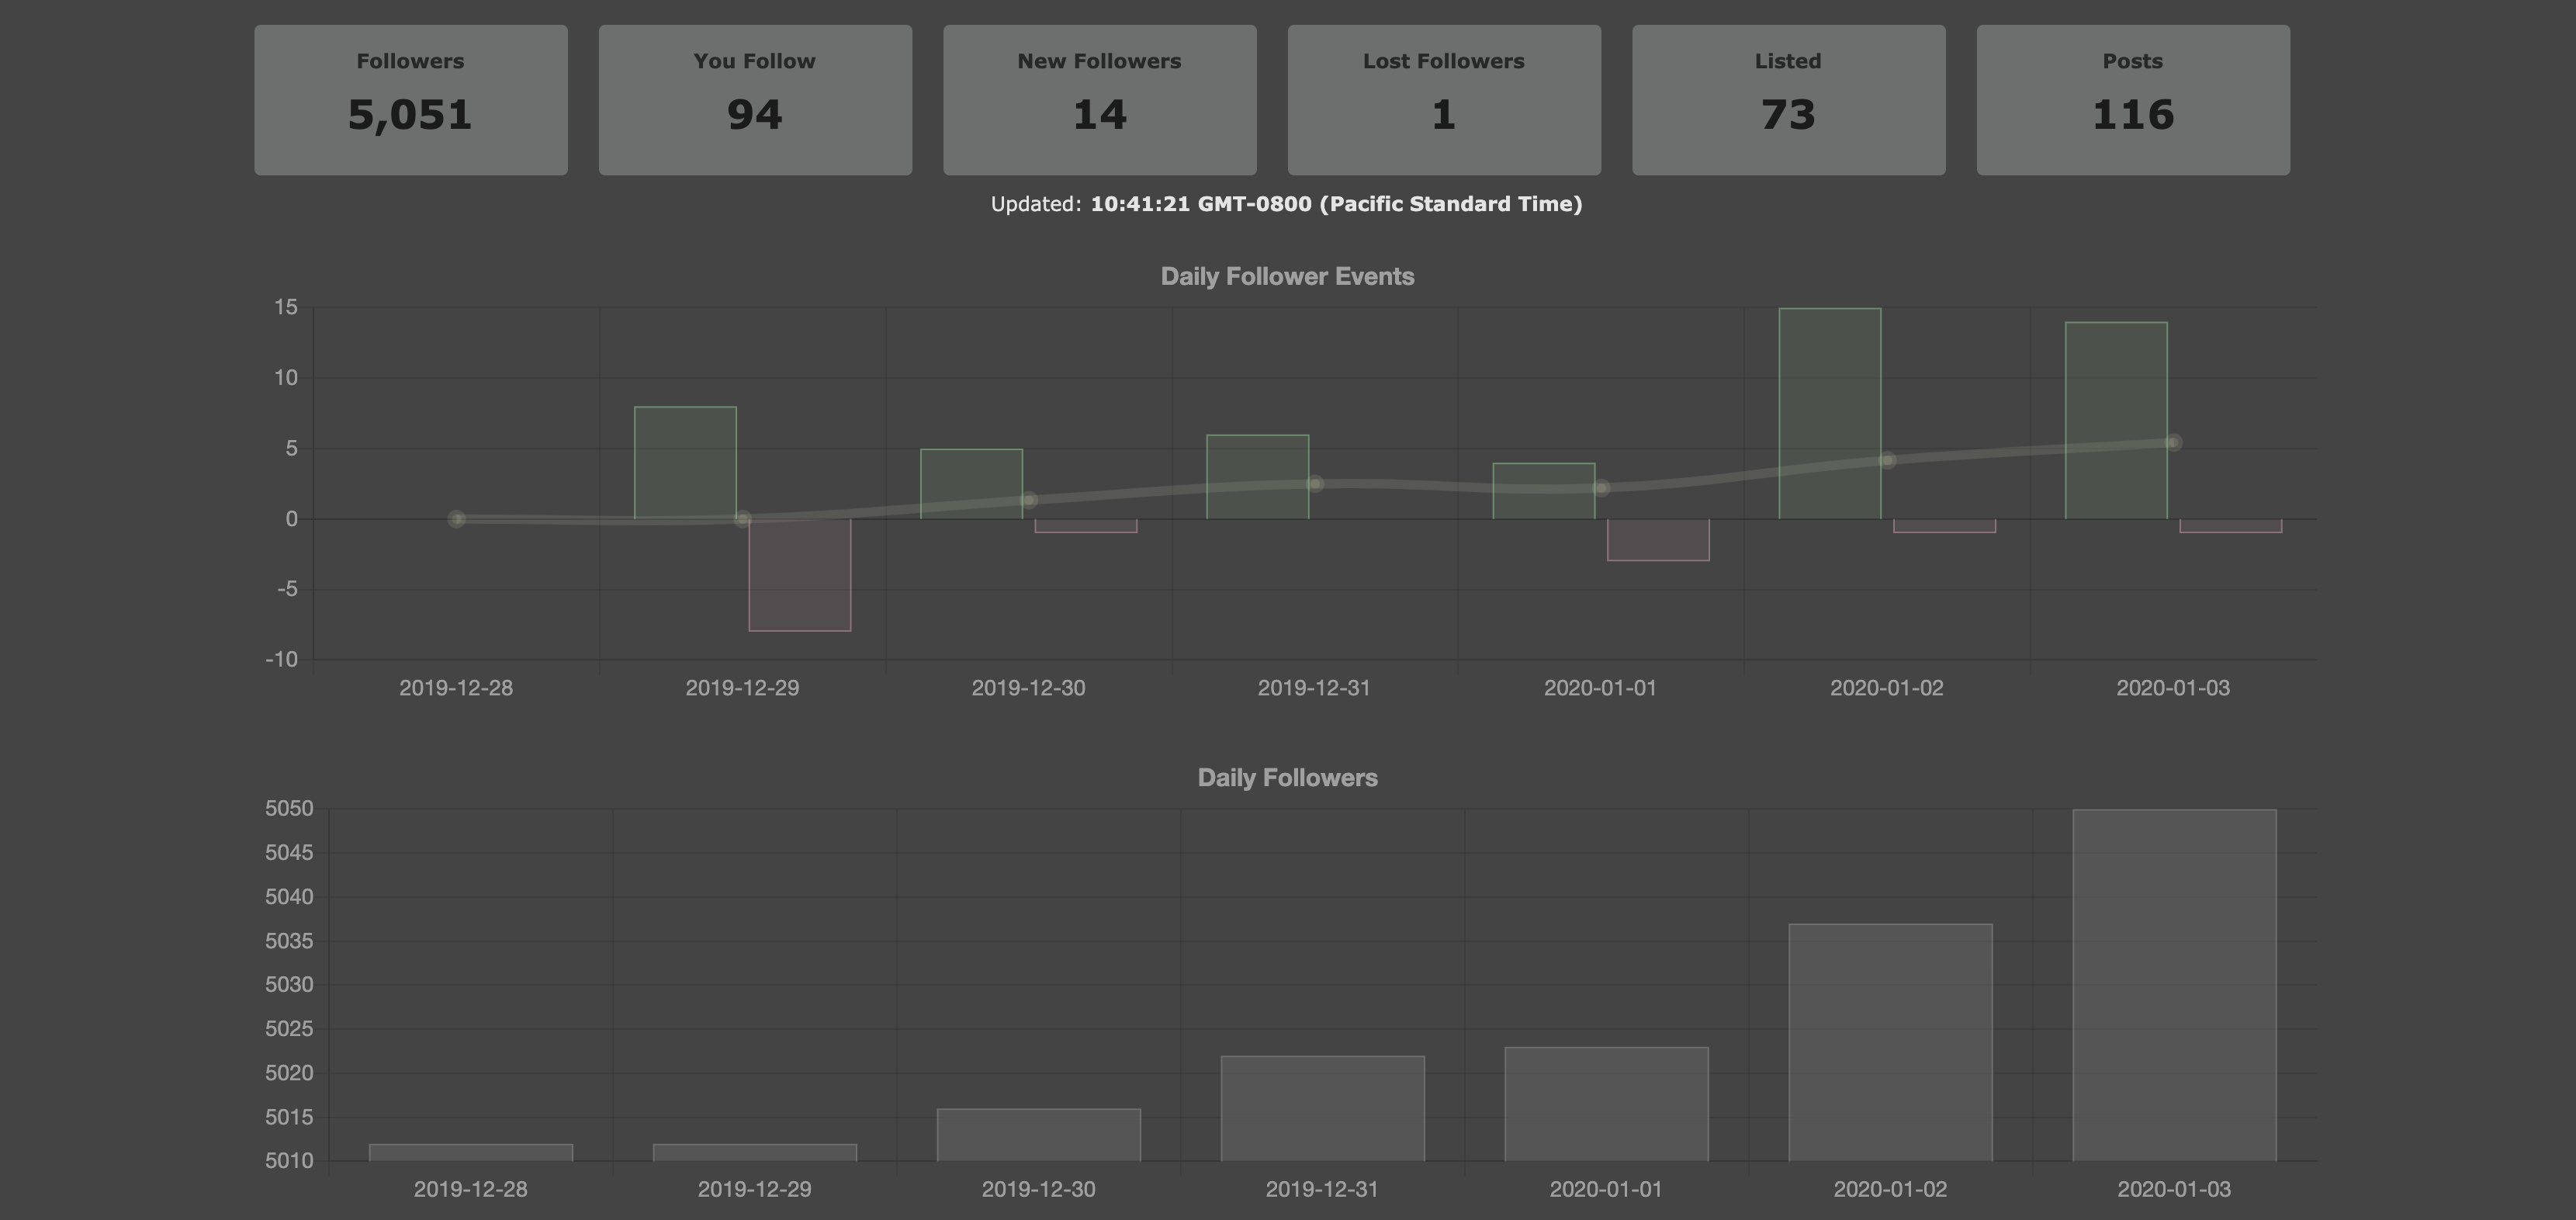 Followers
5,051
You Follow
94
New Followers
14
Lost Followers
1
Listed
73
Posts
116
Updated: 10:41:21 GMT-0800 (Pacific Standard Time)
Daily Follower Events
15
10
5
0
-5
-10
2019-12-28 2019-12-29 2019-12-30 2019-12-31 2020-01-01 2020-01-02 2020-01-03
Daily Followers
5050
5045
5040
5035
5030
5025
5020
5015
5010
2019-12-28 2019-12-29 2019-12-30 2019-12-31 2020-01-01 2020-01-02 2020-01-03